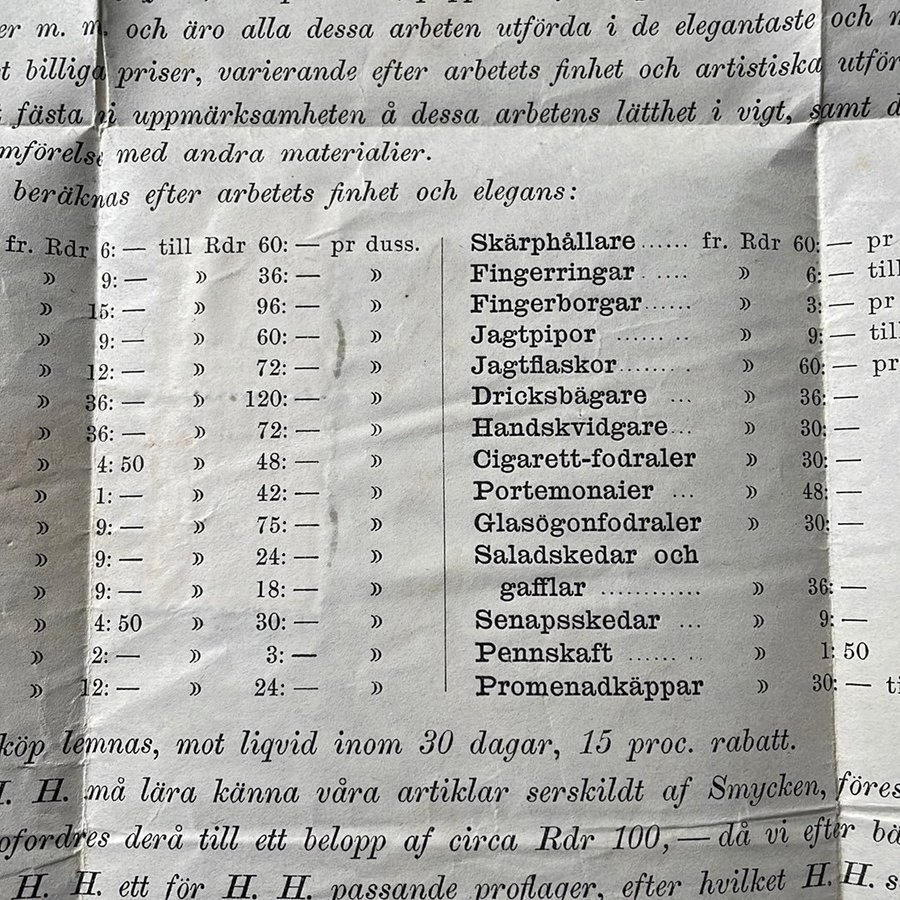 er m. m. och äro alla dessa arbeten utförda i de elegantaste och
t billiga priser, varierande efter arbetets finhet och artistiska utför
fästa ni uppmärksamheten å dessa arbetens lätthet i vigt, samt d
mförelse med andra materialier.
beräknas efter arbetets finhet och elegans:
fr. Rdr 6: — till Rdr 60: — pr duss.
» 9: — » 36: — »
» 15: — » 96: — »
» 9: — » 60: — »
» 12: — » 72: — »
» 36: — » 120: — »
» 36: — » 72: — »
» 4: 50 » 48: — »
» 1: — » 42: — »
» 9: — » 75: — »
» 9: — » 24: — »
» 9: — » 18: — »
» 4: 50 » 30: — »
» 2: — » 3: — »
» 12: — » 24: — »
Skärphållare ...... fr. Rdr 60: — pr
Fingerringar ..... » 6: — till
Fingerborgar ...... » 3: — pr
Jagtpipor ...... .. » 9: — till
Jagtflaskor ........ » 60: — pr
Dricksbägare ... » 36: —
Handskvidgare ... » 30: —
Cigarett-fodraler » 30: —
Portemonaier ... » 48: —
Glasögonfodraler » 30: —
Saladskedar och
gafflar ............ » 36: —
Senapsskedar ... » 9: —
Pennskaft ...... .. » 1: 50
Promenadkäppar » 30: — ti
köp lemnas, mot liqvid inom 30 dagar, 15 proc. rabatt.
H. H. må lära känna våra artiklar serskildt af Smycken,föres
ofordres derå till ett belopp af circa Rdr 100,— då vi efter bä
H. H. ett för H. H. passande proflager, efter hvilket H. H. s